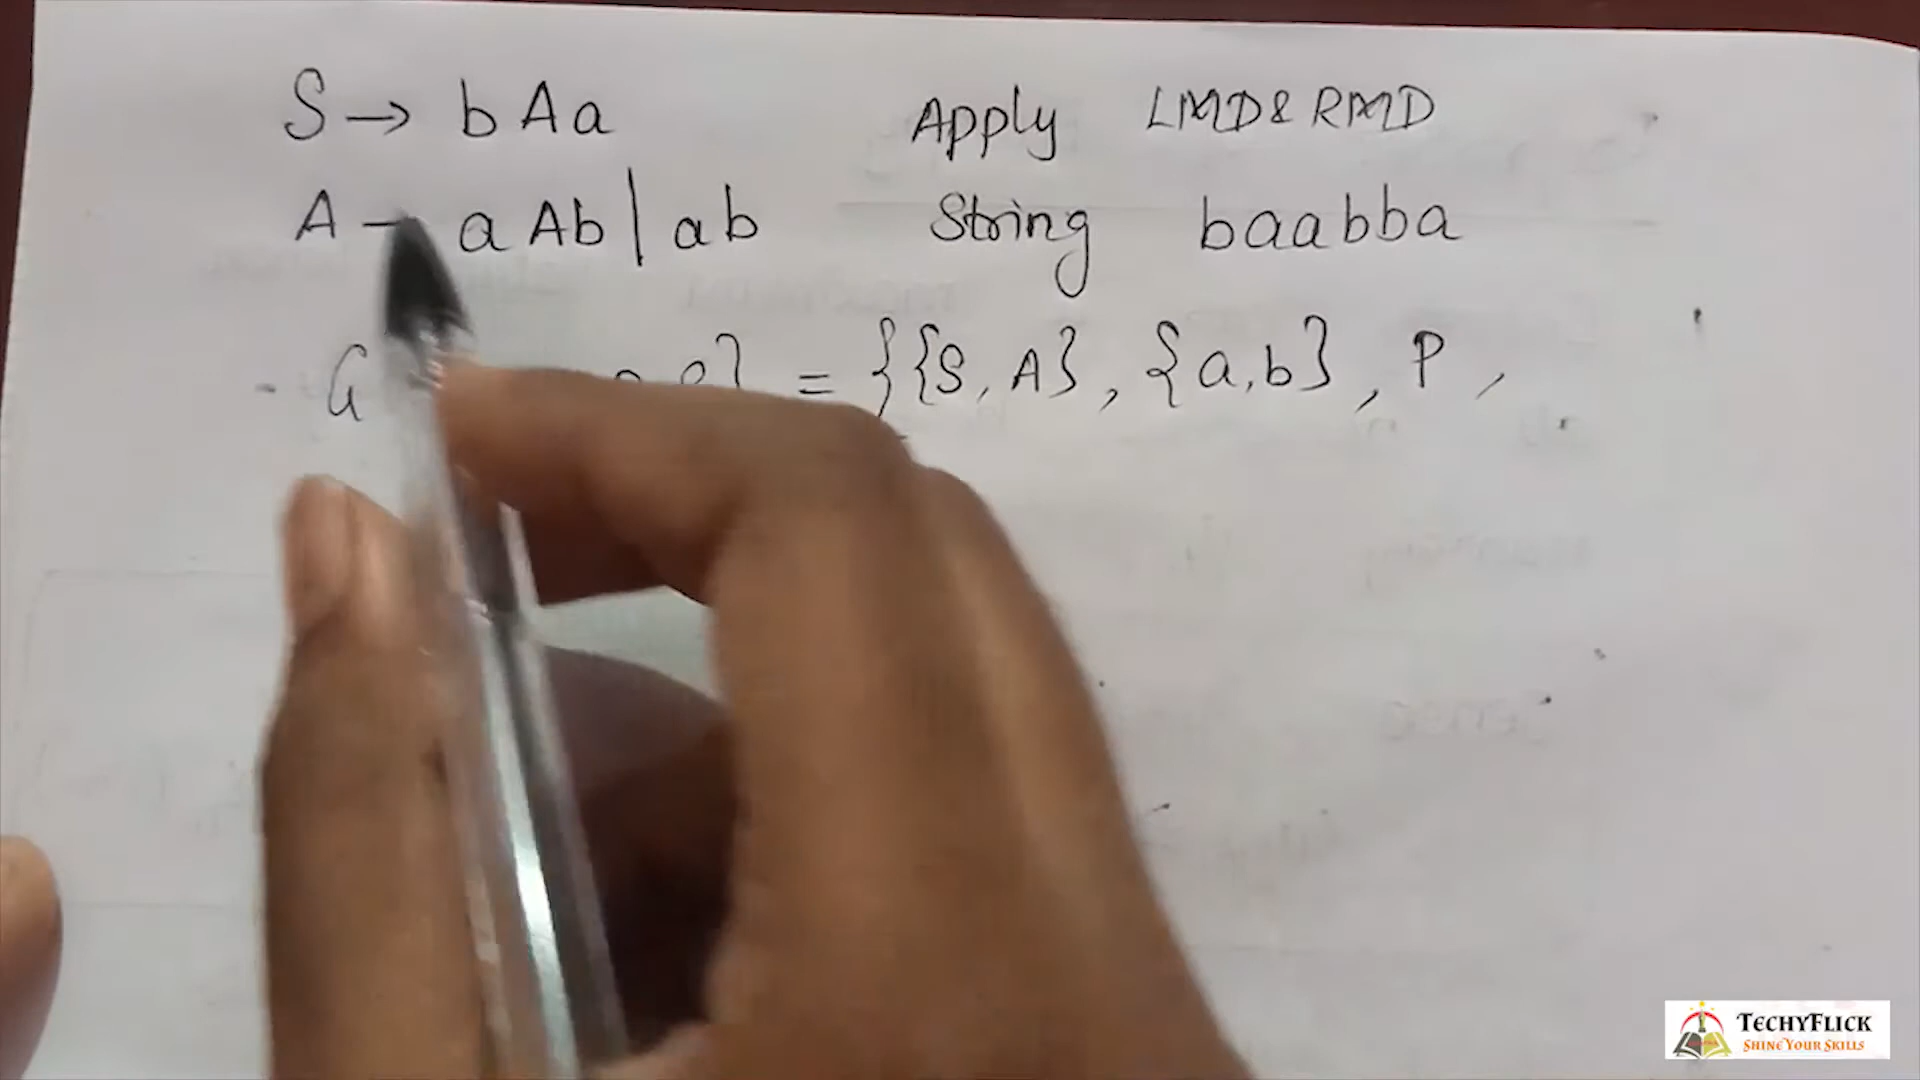 S → bAa Apply LMD & RMD
A → aAb | ab String baabba
G = {{S, A}, {a,b}, P,
TECHYFLICK
SHINE YOUR SKILLS